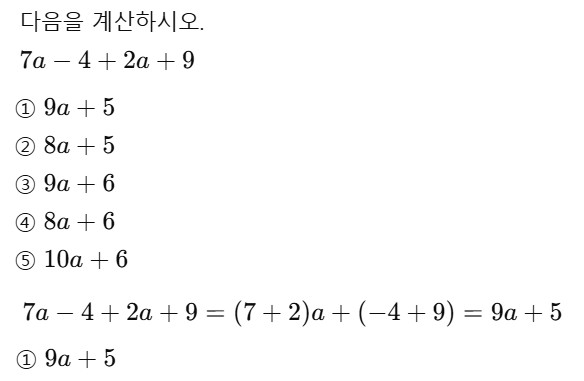 다음을 계산하시오.
7a − 4 + 2a + 9
① 9a + 5
② 8a + 5
③ 9a + 6
④ 8a + 6
⑤ 10a + 6
7a − 4 + 2a + 9 = (7 + 2)a + (−4 + 9) = 9a + 5
① 9a + 5